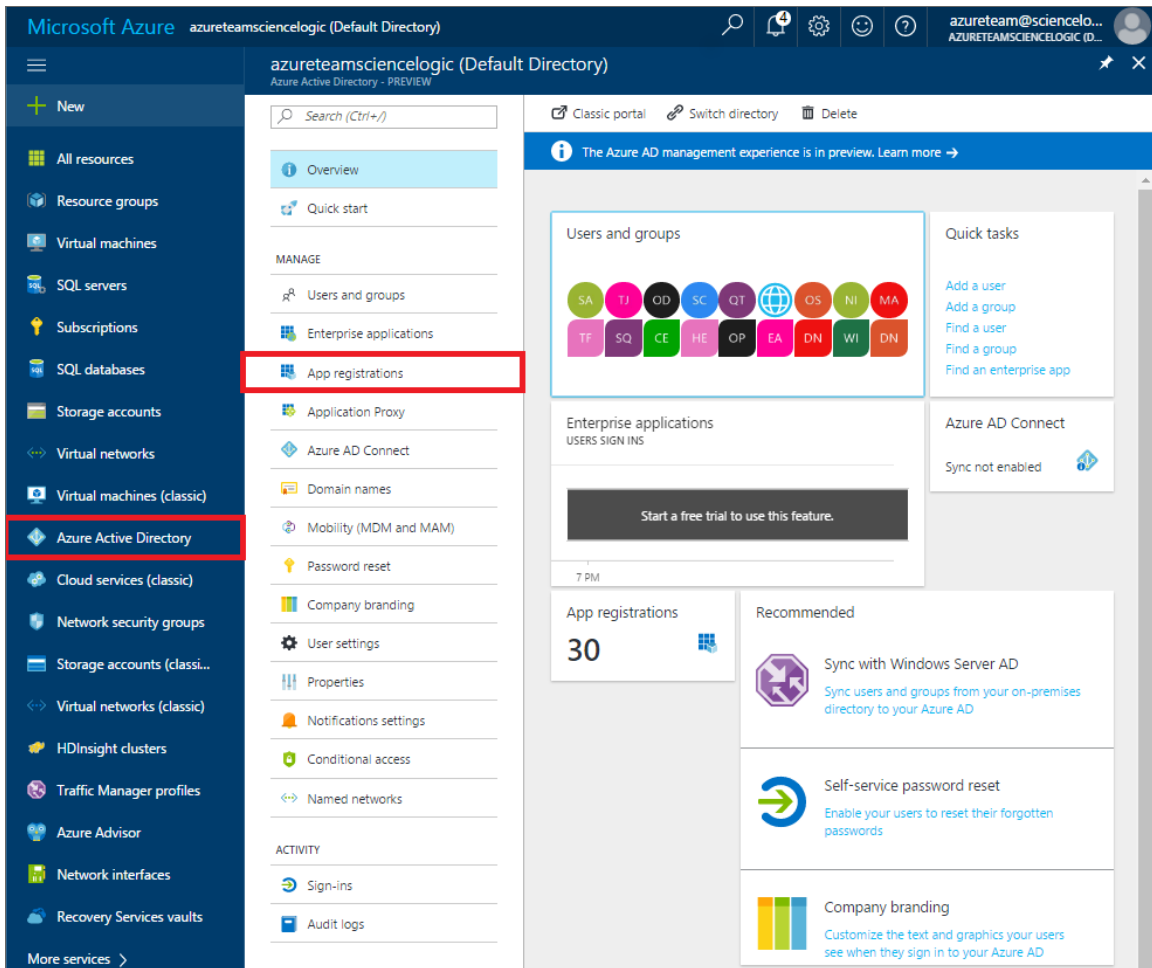 Microsoft Azure azureteamsciencelogic (Default Directory)
4
azureteam@sciencelo...
AZURETEAMSCIENCELOGIC (D...
New
All resources
Resource groups
Virtual machines
SQL servers
Subscriptions
SQL databases
Storage accounts
Virtual networks
Virtual machines (classic)
Azure Active Directory
Cloud services (classic)
Network security groups
Storage accounts (classi...
Virtual networks (classic)
HDInsight clusters
Traffic Manager profiles
Azure Advisor
Network interfaces
Recovery Services vaults
More services >
azureteamsciencelogic (Default Directory)
Azure Active Directory - PREVIEW
Search (Ctrl+/)
Overview
Quick start
MANAGE
Users and groups
Enterprise applications
App registrations
Application Proxy
Azure AD Connect
Domain names
Mobility (MDM and MAM)
Password reset
Company branding
User settings
Properties
Notifications settings
Conditional access
Named networks
ACTIVITY
Sign-ins
Audit logs
Classic portal Switch directory Delete
The Azure AD management experience is in preview. Learn more →
Users and groups
SA TJ OD SC QT OS NI MA
TF SQ CE HE OP EA DN WI DN
Quick tasks
Add a user
Add a group
Find a user
Find a group
Find an enterprise app
Enterprise applications
USERS SIGN INS
Start a free trial to use this feature.
7 PM
Azure AD Connect
Sync not enabled
App registrations
30
Recommended
Sync with Windows Server AD
Sync users and groups from your on-premises
directory to your Azure AD
Self-service password reset
Enable your users to reset their forgotten
passwords
Company branding
Customize the text and graphics your users
see when they sign in to your Azure AD